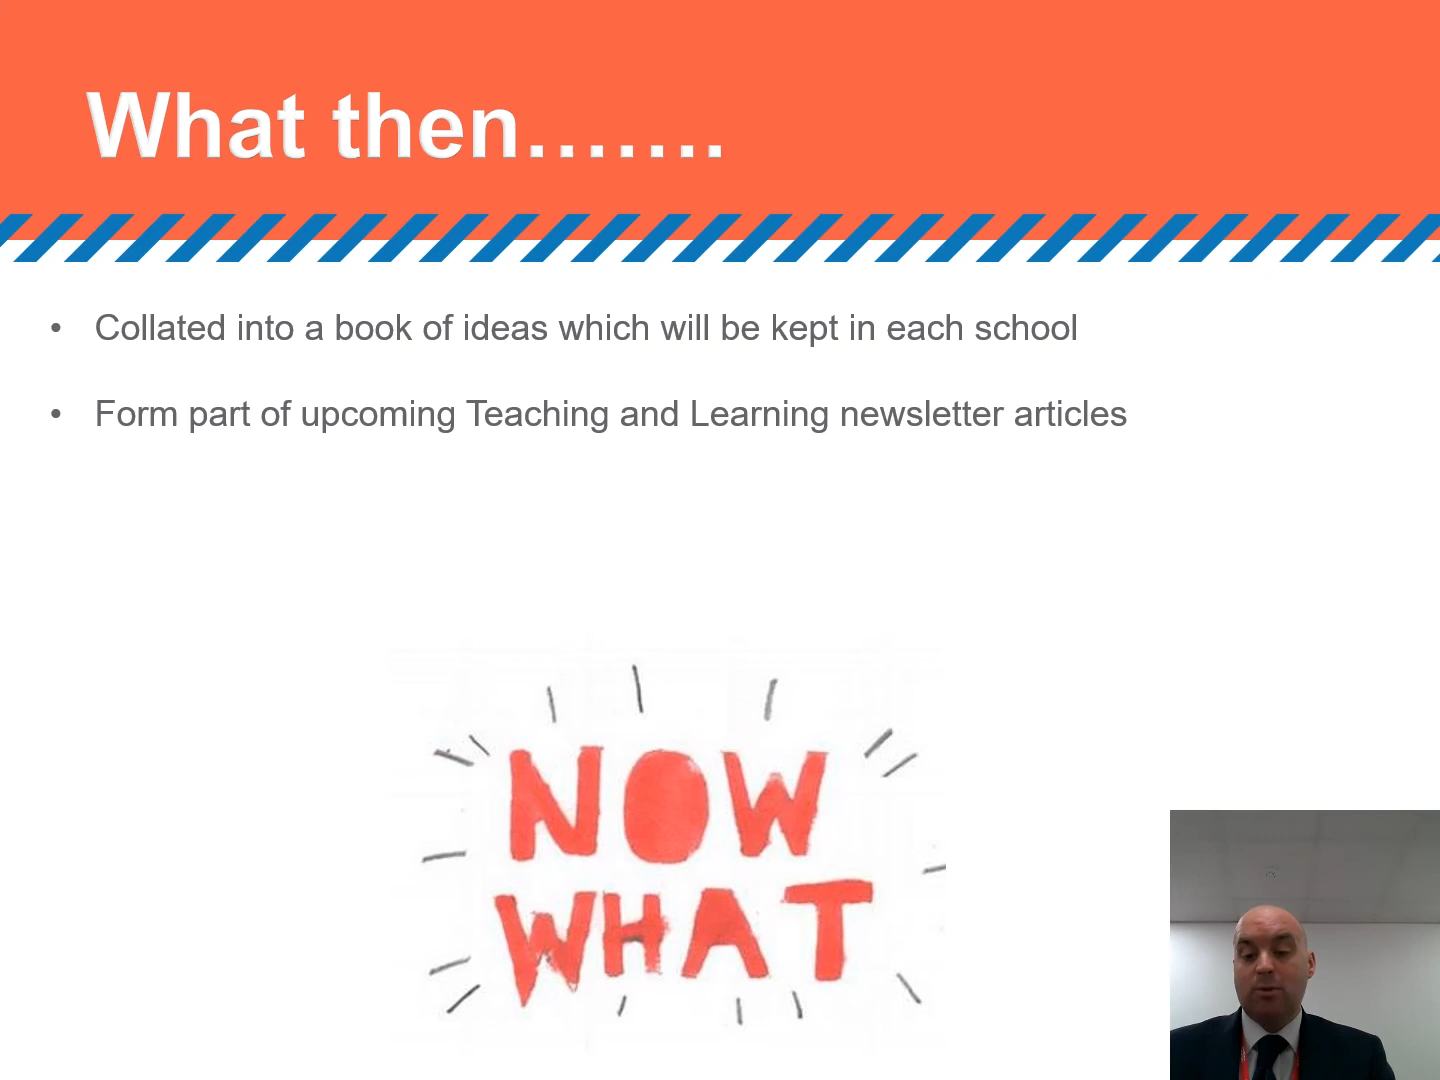 What then.......
• Collated into a book of ideas which will be kept in each school
• Form part of upcoming Teaching and Learning newsletter articles
NOW
WHAT